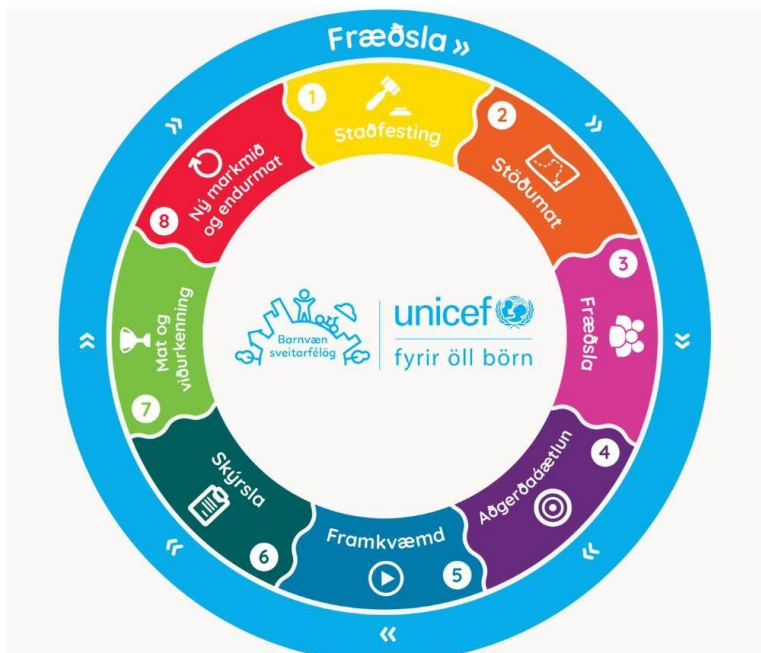 Fræðsla »
1
Staðfesting
2
Stöðumat
3
Fræðsla
4
Aðgerðaáætlun
5
Framkvæmd
6
Skýrsla
7
Mat og
viðurkenning
8
Ný markmið
og endurmat
Barnvæn
sveitarfélög
unicef
fyrir öll börn